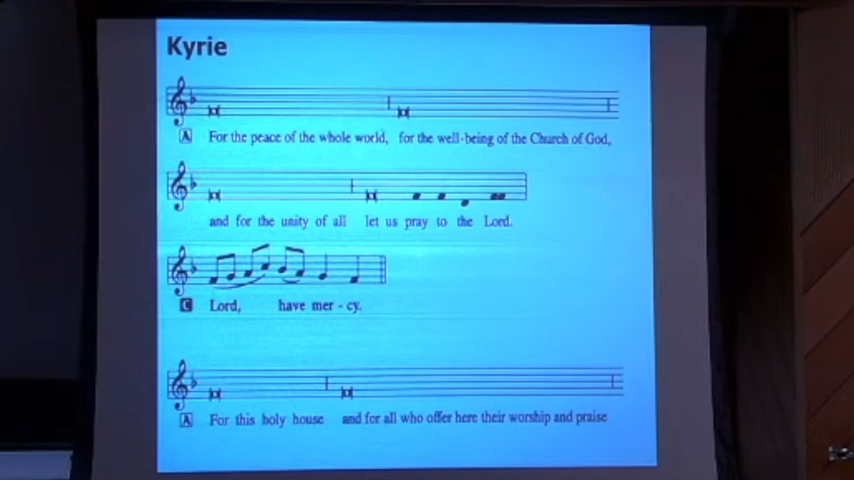 Kyrie
A For the peace of the whole world, for the well-being of the Church of God,
and for the unity of all let us pray to the Lord.
C Lord, have mer - cy.
A For this holy house and for all who offer here their worship and praise